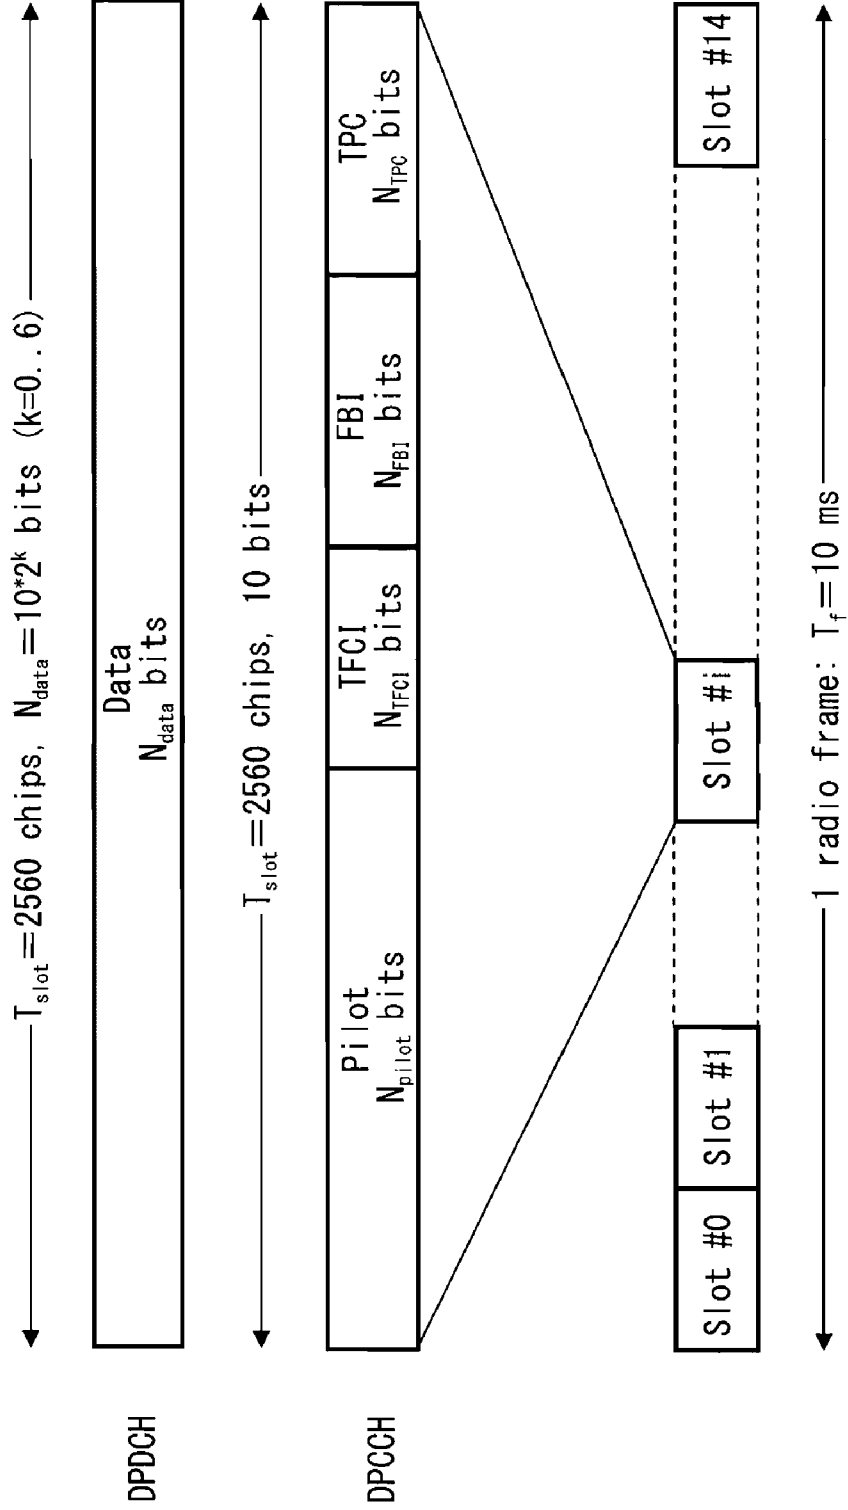 T_slot=2560 chips, N_data=10*2^k bits (k=0..6)
DPDCH
Data
N_data bits
T_slot=2560 chips, 10 bits
DPCCH
Pilot
N_pilot bits
TFCI
N_TFCI bits
FBI
N_FBI bits
TPC
N_TPC bits
Slot #0
Slot #1
Slot #i
Slot #14
1 radio frame: T_f=10 ms